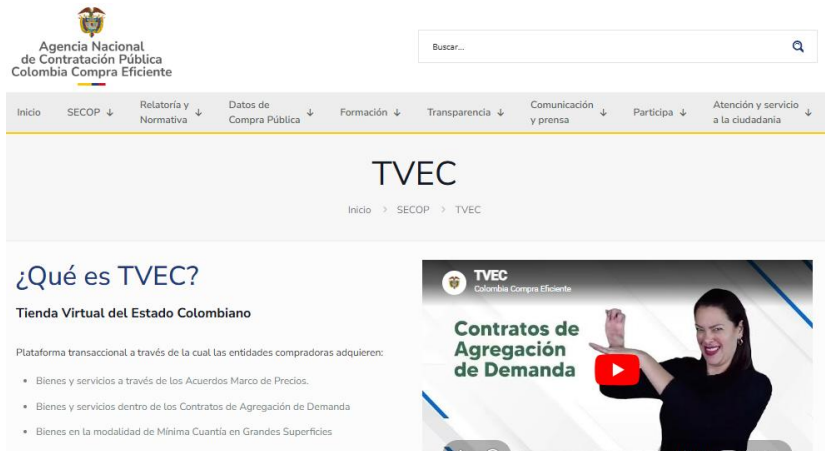 Agencia Nacional
de Contratación Pública
Colombia Compra Eficiente
Buscar...
Inicio
SECOP ↓
Relatoría y
Normativa ↓
Datos de
Compra Pública ↓
Formación ↓
Transparencia ↓
Comunicación
y prensa ↓
Participa ↓
Atención y servicio
a la ciudadania ↓
TVEC
Inicio > SECOP > TVEC
¿Qué es TVEC?
Tienda Virtual del Estado Colombiano
Plataforma transaccional a través de la cual las entidades compradoras adquieren:
• Bienes y servicios a través de los Acuerdos Marco de Precios.
• Bienes y servicios dentro de los Contratos de Agregación de Demanda
• Bienes en la modalidad de Mínima Cuantía en Grandes Superficies
TVEC
Colombia Compra Eficiente
Contratos de
Agregación
de Demanda